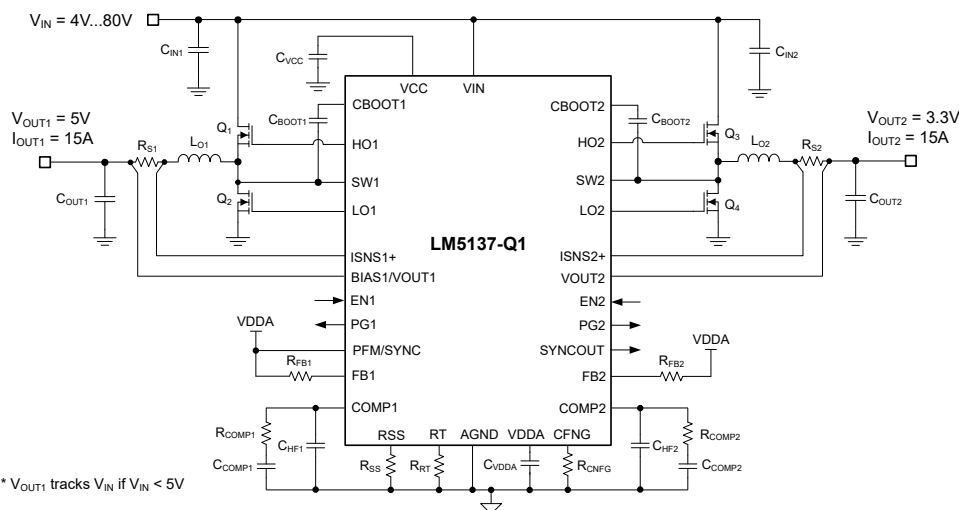 V_IN = 4V...80V
C_IN1
C_VCC
VCC
VIN
C_IN2
V_OUT1 = 5V
I_OUT1 = 15A
R_S1
L_O1
C_OUT1
Q_1
Q_2
C_BOOT1
CBOOT1
HO1
SW1
LO1
ISNS1+
BIAS1/VOUT1
EN1
PG1
PFM/SYNC
FB1
COMP1
LM5137-Q1
CBOOT2
HO2
SW2
LO2
ISNS2+
VOUT2
EN2
PG2
SYNCOUT
FB2
COMP2
C_BOOT2
Q_3
Q_4
L_O2
R_S2
C_OUT2
V_OUT2 = 3.3V
I_OUT2 = 15A
VDDA
R_FB1
R_FB2
VDDA
RSS
RT
AGND
VDDA
CFNG
R_COMP1
C_COMP1
C_HF1
R_SS
R_RT
C_VDDA
R_CNFG
C_HF2
R_COMP2
C_COMP2
* V_OUT1 tracks V_IN if V_IN < 5V